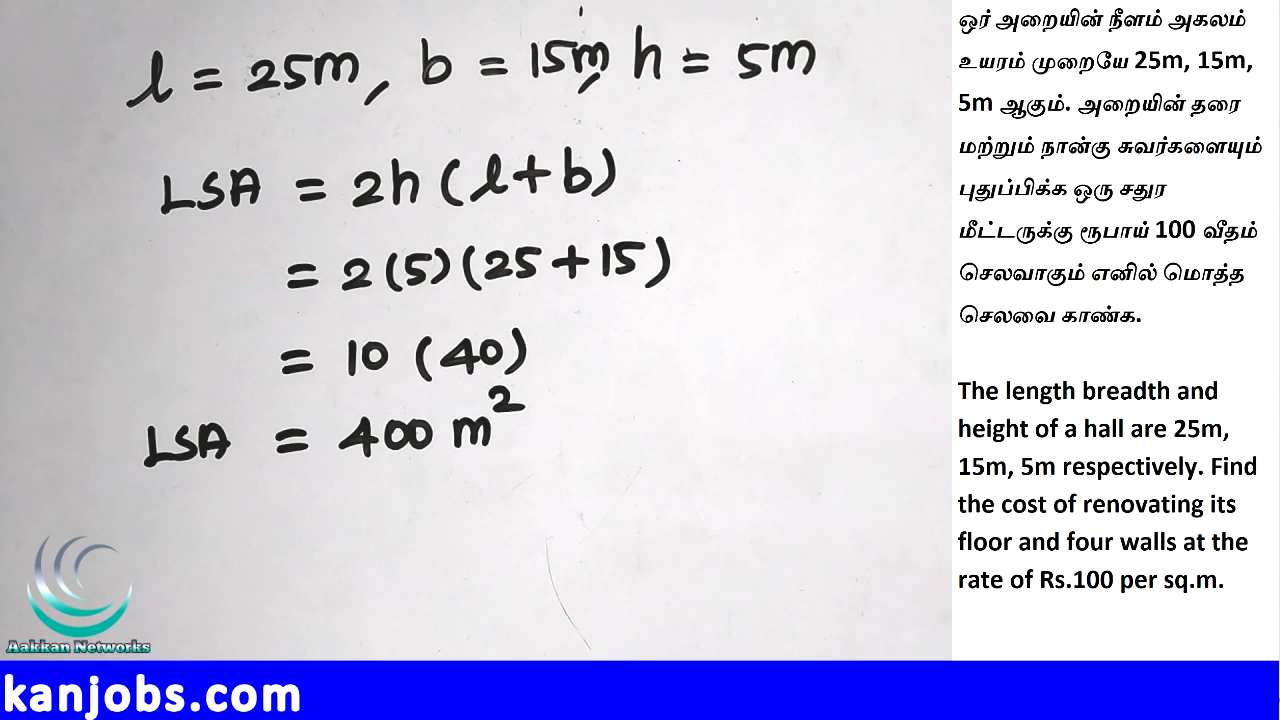 l = 25m, b = 15m, h = 5m
LSA = 2h (l+b)
= 2(5)(25+15)
= 10 (40)
LSA = 400 m²
ஒர் அறையின் நீளம் அகலம்
உயரம் முறையே 25m, 15m,
5m ஆகும். அறையின் தரை
மற்றும் நான்கு சுவர்களையும்
புதுப்பிக்க ஒரு சதுர
மீட்டருக்கு ரூபாய் 100 வீதம்
செலவாகும் எனில் மொத்த
செலவை காண்க.
The length breadth and
height of a hall are 25m,
15m, 5m respectively. Find
the cost of renovating its
floor and four walls at the
rate of Rs.100 per sq.m.
Aakkan Networks
kanjobs.com